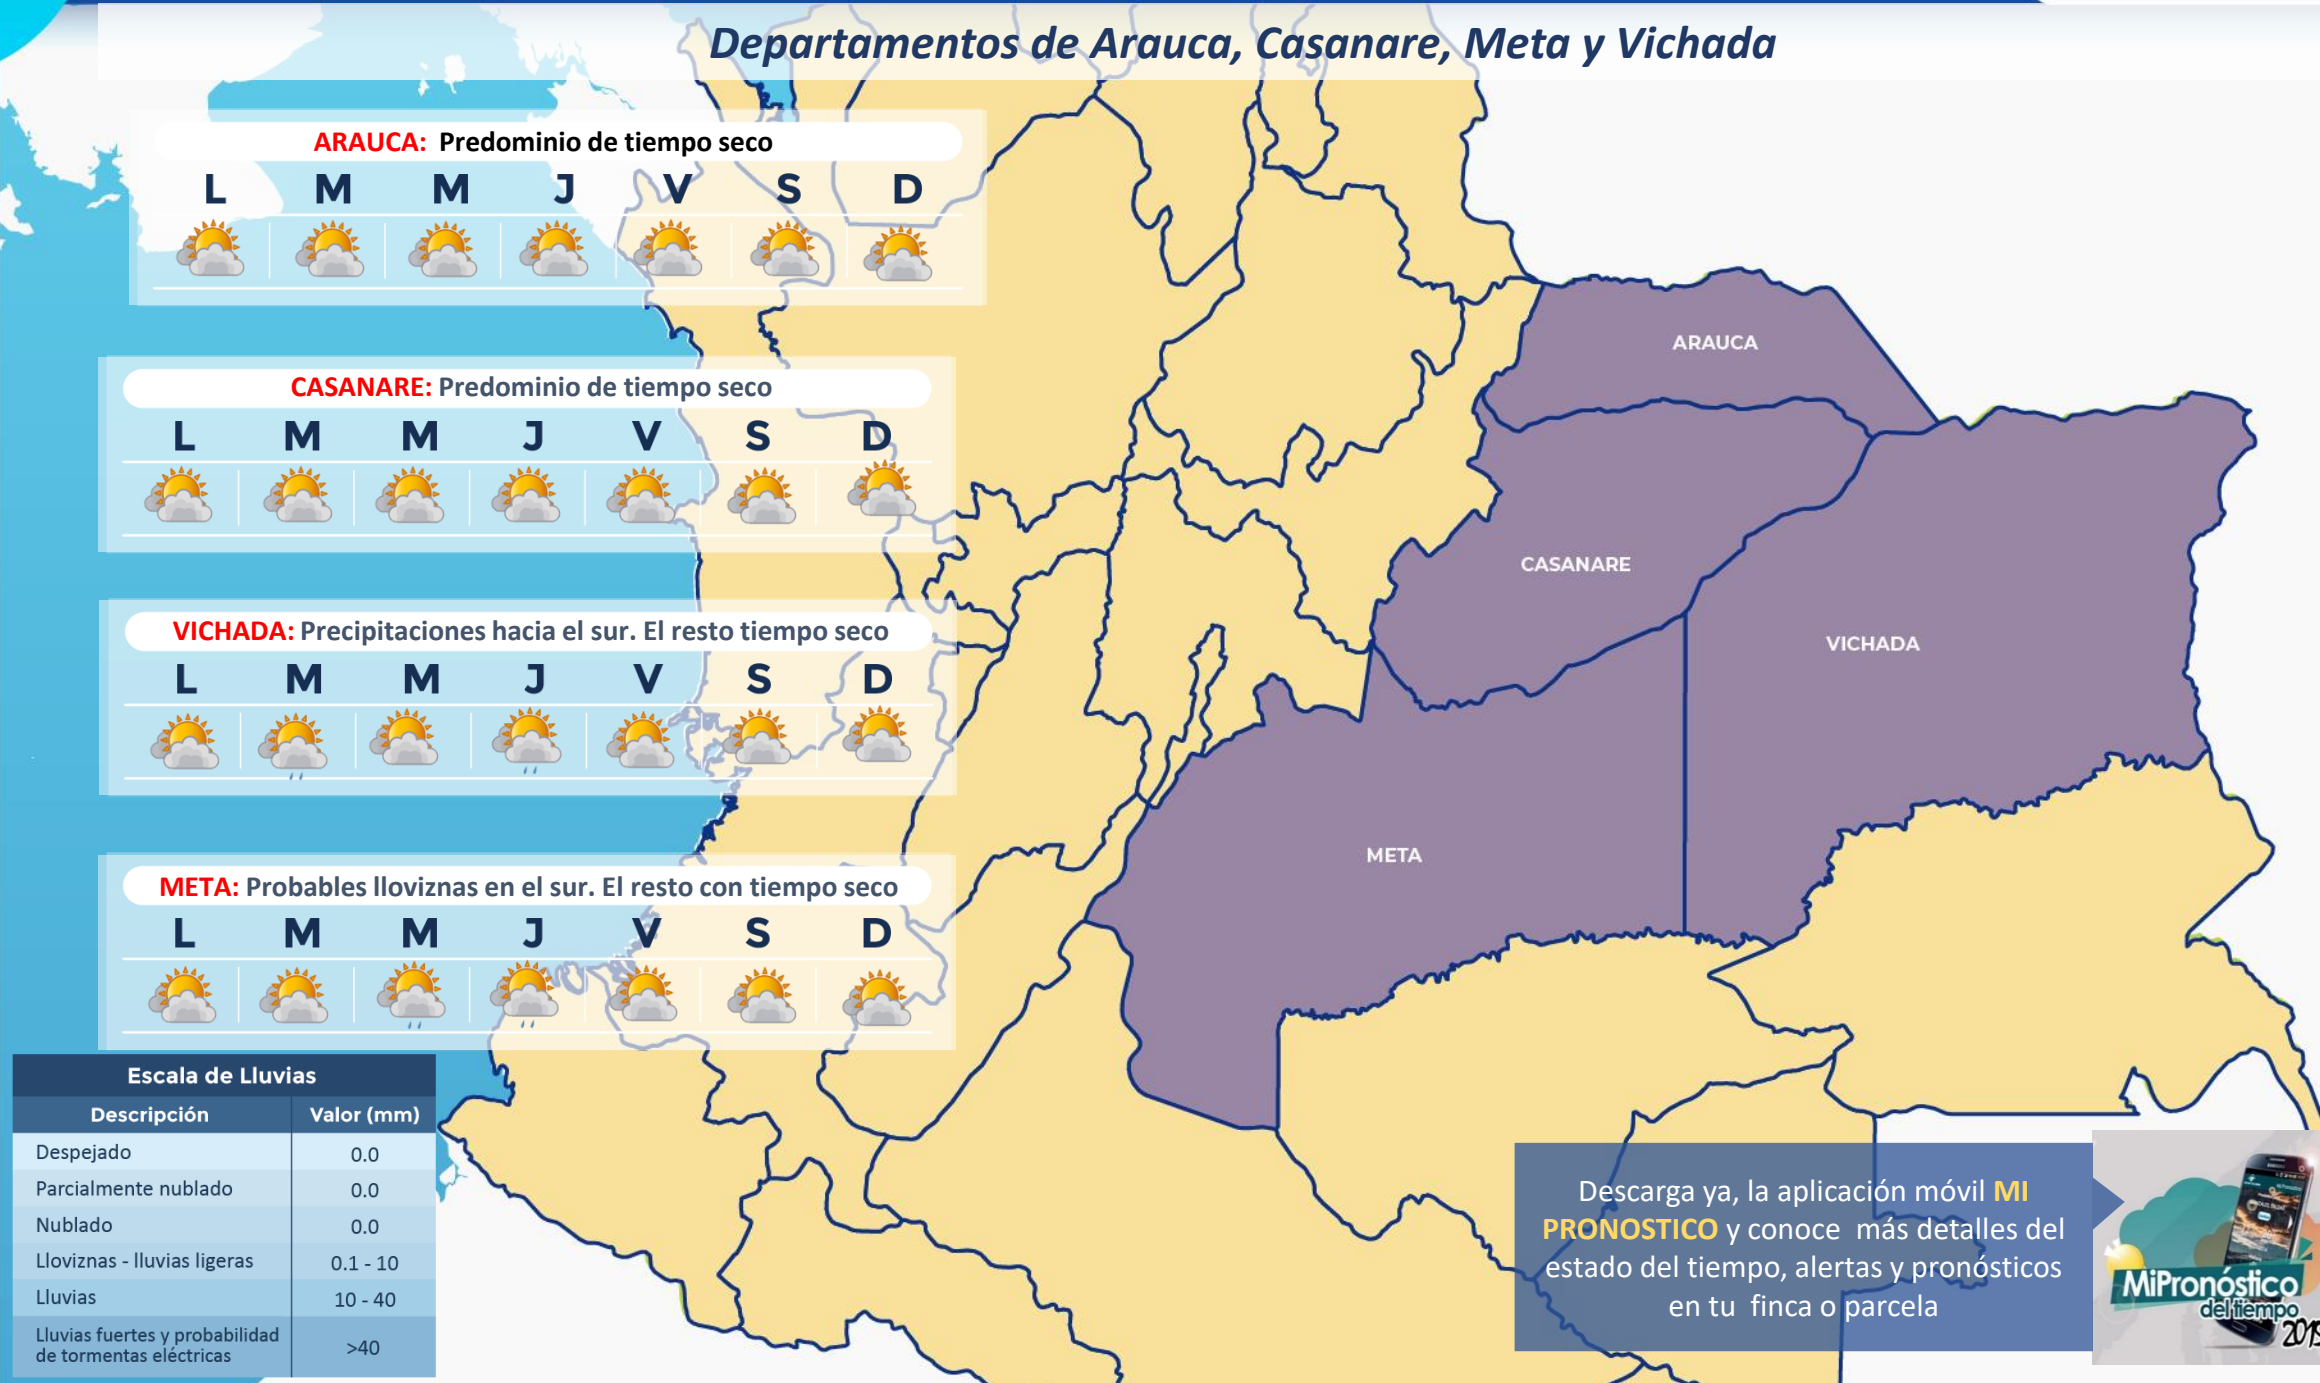 Departamentos de Arauca, Casanare, Meta y Vichada
ARAUCA: Predominio de tiempo seco
L M M J V S D
CASANARE: Predominio de tiempo seco
L M M J V S D
VICHADA: Precipitaciones hacia el sur. El resto tiempo seco
L M M J V S D
META: Probables lloviznas en el sur. El resto con tiempo seco
L M M J V S D
ARAUCA
CASANARE
VICHADA
META
Escala de Lluvias
Descripción Valor (mm)
Despejado 0.0
Parcialmente nublado 0.0
Nublado 0.0
Lloviznas - lluvias ligeras 0.1 - 10
Lluvias 10 - 40
Lluvias fuertes y probabilidad
de tormentas eléctricas >40
Descarga ya, la aplicación móvil MI
PRONOSTICO y conoce más detalles del
estado del tiempo, alertas y pronósticos
en tu finca o parcela
MiPronóstico
del tiempo
2019